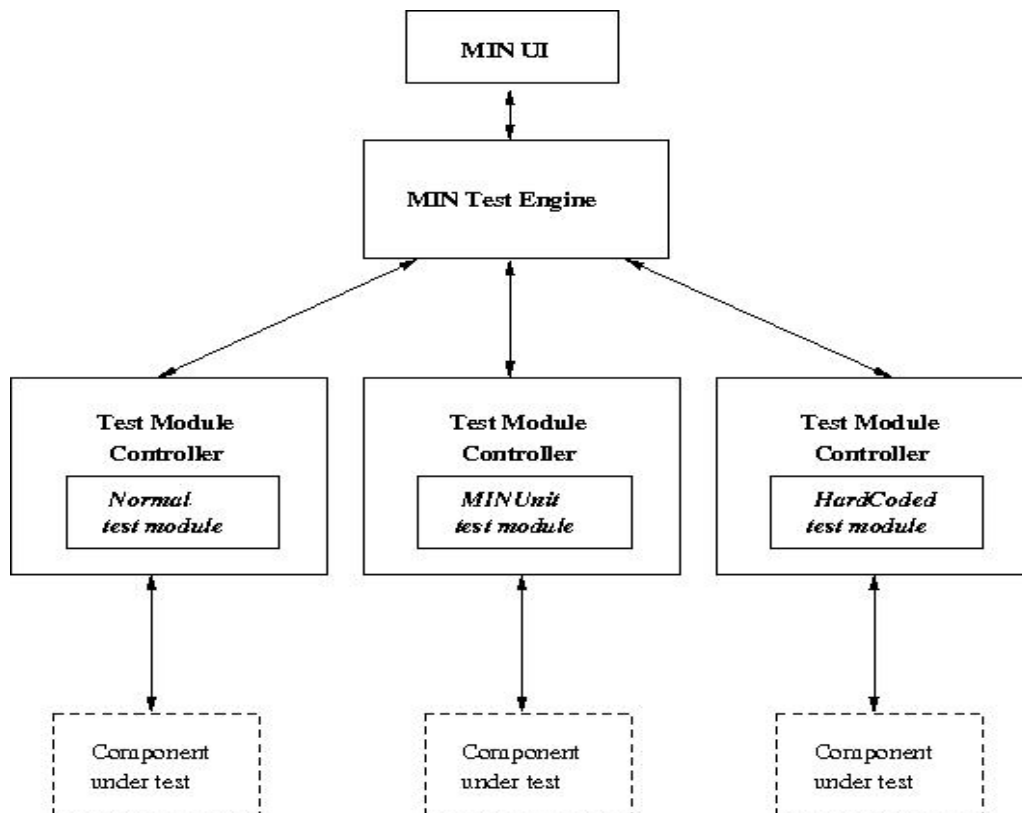 MIN UI
MIN Test Engine
Test Module
Controller
Normal
test module
Test Module
Controller
MINUnit
test module
Test Module
Controller
HardCoded
test module
Component
under test
Component
under test
Component
under test